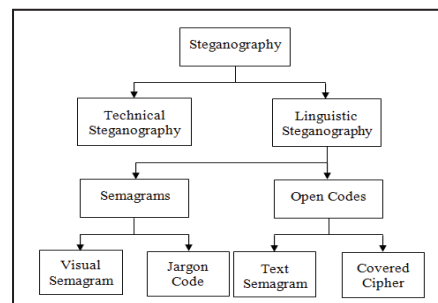 Steganography
Technical
Steganography
Linguistic
Steganography
Semagrams
Open Codes
Visual
Semagram
Jargon
Code
Text
Semagram
Covered
Cipher